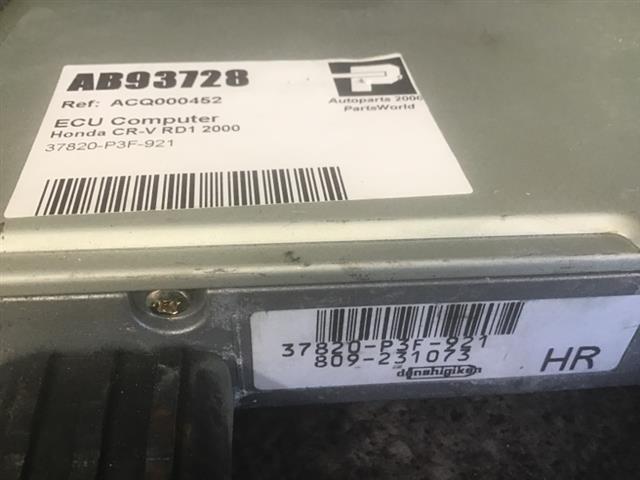 AB93728
Ref: ACQ000452
P
Autoparts 2000
PartsWorld
ECU Computer
Honda CR-V RD1 2000
37820-P3F-921
37820-P3F-921
809-231073
HR
denshigiken